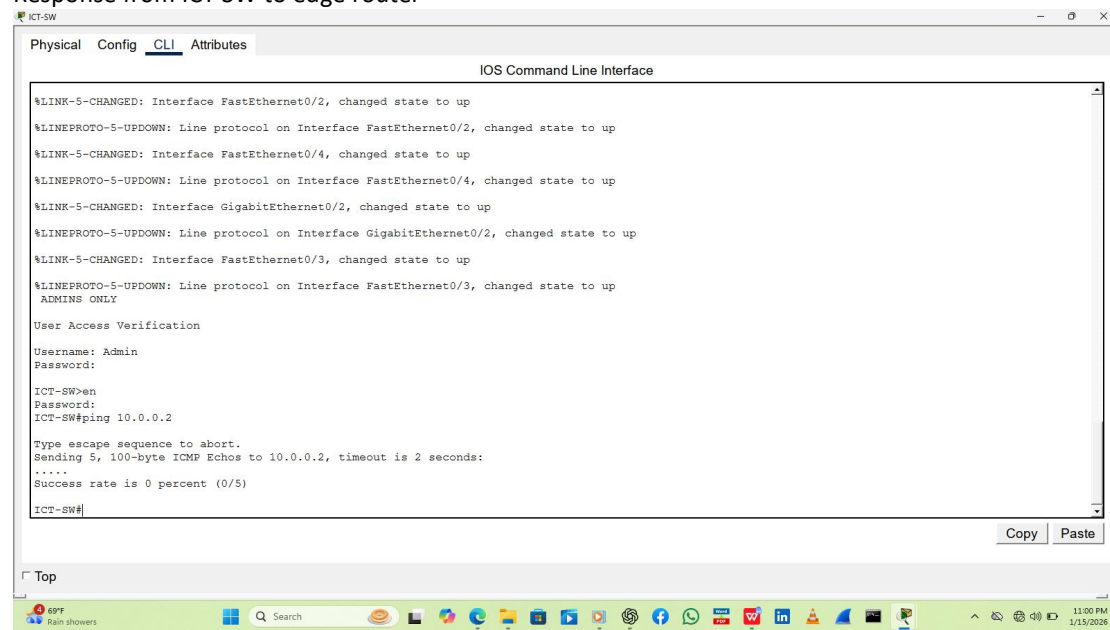 Response from ICT SW to edge router
ICT-SW
Physical Config CLI Attributes
IOS Command Line Interface
%LINK-5-CHANGED: Interface FastEthernet0/2, changed state to up
%LINEPROTO-5-UPDOWN: Line protocol on Interface FastEthernet0/2, changed state to up
%LINK-5-CHANGED: Interface FastEthernet0/4, changed state to up
%LINEPROTO-5-UPDOWN: Line protocol on Interface FastEthernet0/4, changed state to up
%LINK-5-CHANGED: Interface GigabitEthernet0/2, changed state to up
%LINEPROTO-5-UPDOWN: Line protocol on Interface GigabitEthernet0/2, changed state to up
%LINK-5-CHANGED: Interface FastEthernet0/3, changed state to up
%LINEPROTO-5-UPDOWN: Line protocol on Interface FastEthernet0/3, changed state to up
ADMINS ONLY
User Access Verification
Username: Admin
Password:
ICT-SW>en
Password:
ICT-SW#ping 10.0.0.2
Type escape sequence to abort.
Sending 5, 100-byte ICMP Echos to 10.0.0.2, timeout is 2 seconds:
.....
Success rate is 0 percent (0/5)
ICT-SW#
Copy Paste
Top
4 69°F
Rain showers
Search
11:00 PM
1/15/2026